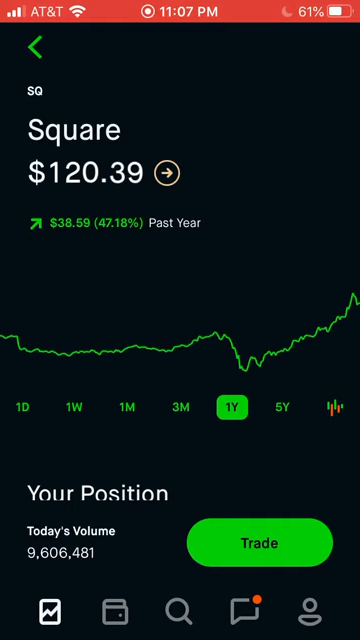 AT&T 11:07 PM 61%
SQ
Square
$120.39
$38.59 (47.18%) Past Year
1D 1W 1M 3M 1Y 5Y
Your Position
Today's Volume
9,606,481
Trade